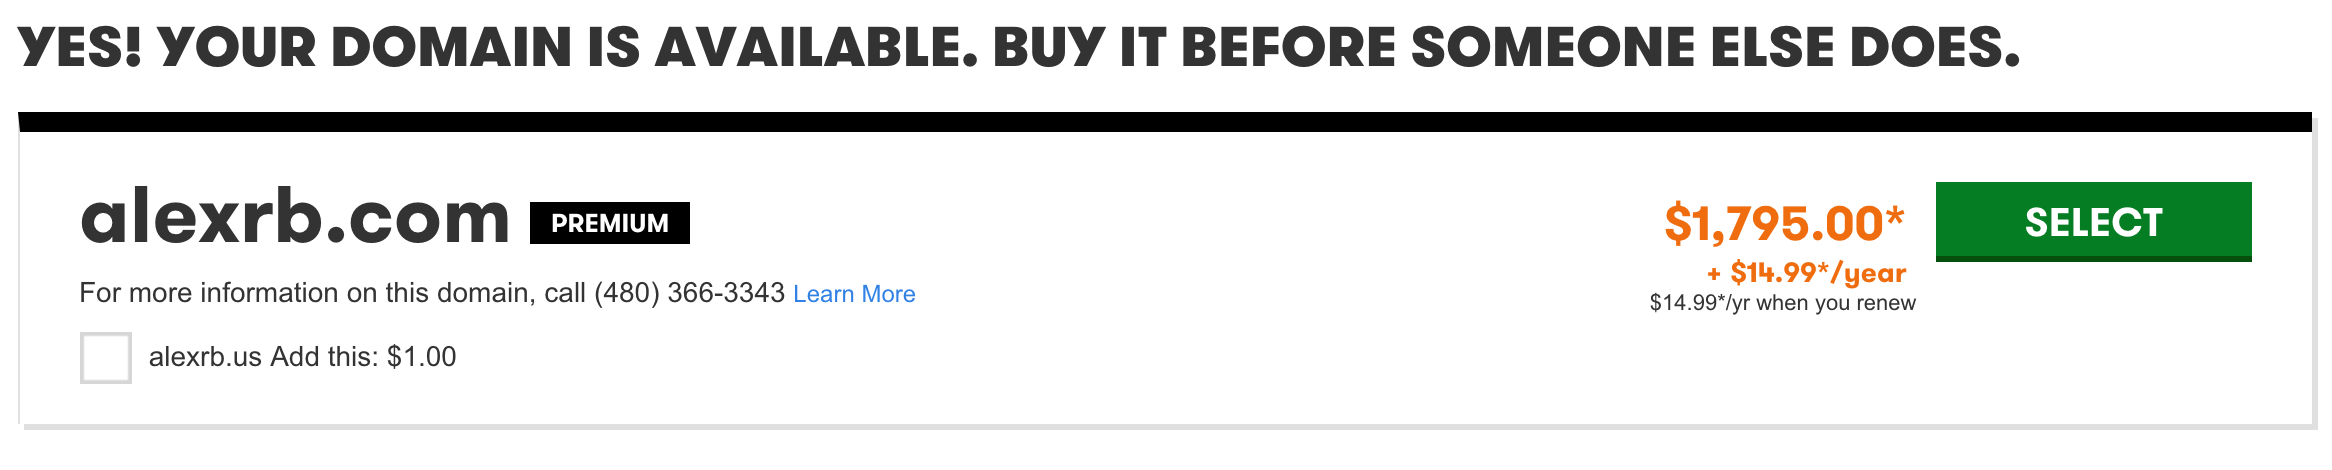 YES! YOUR DOMAIN IS AVAILABLE. BUY IT BEFORE SOMEONE ELSE DOES.
alexrb.com PREMIUM
$1,795.00*
SELECT
+ $14.99*/year
$14.99*/yr when you renew
For more information on this domain, call (480) 366-3343 Learn More
alexrb.us Add this: $1.00